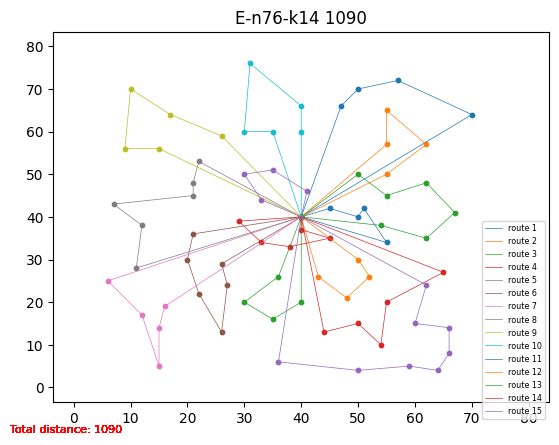 E-n76-k14 1090
80
70
60
50
40
30
20
10
0
0 10 20 30 40 50 60 70 80
route 1
route 2
route 3
route 4
route 5
route 6
route 7
route 8
route 9
route 10
route 11
route 12
route 13
route 14
route 15
Total distance: 1090